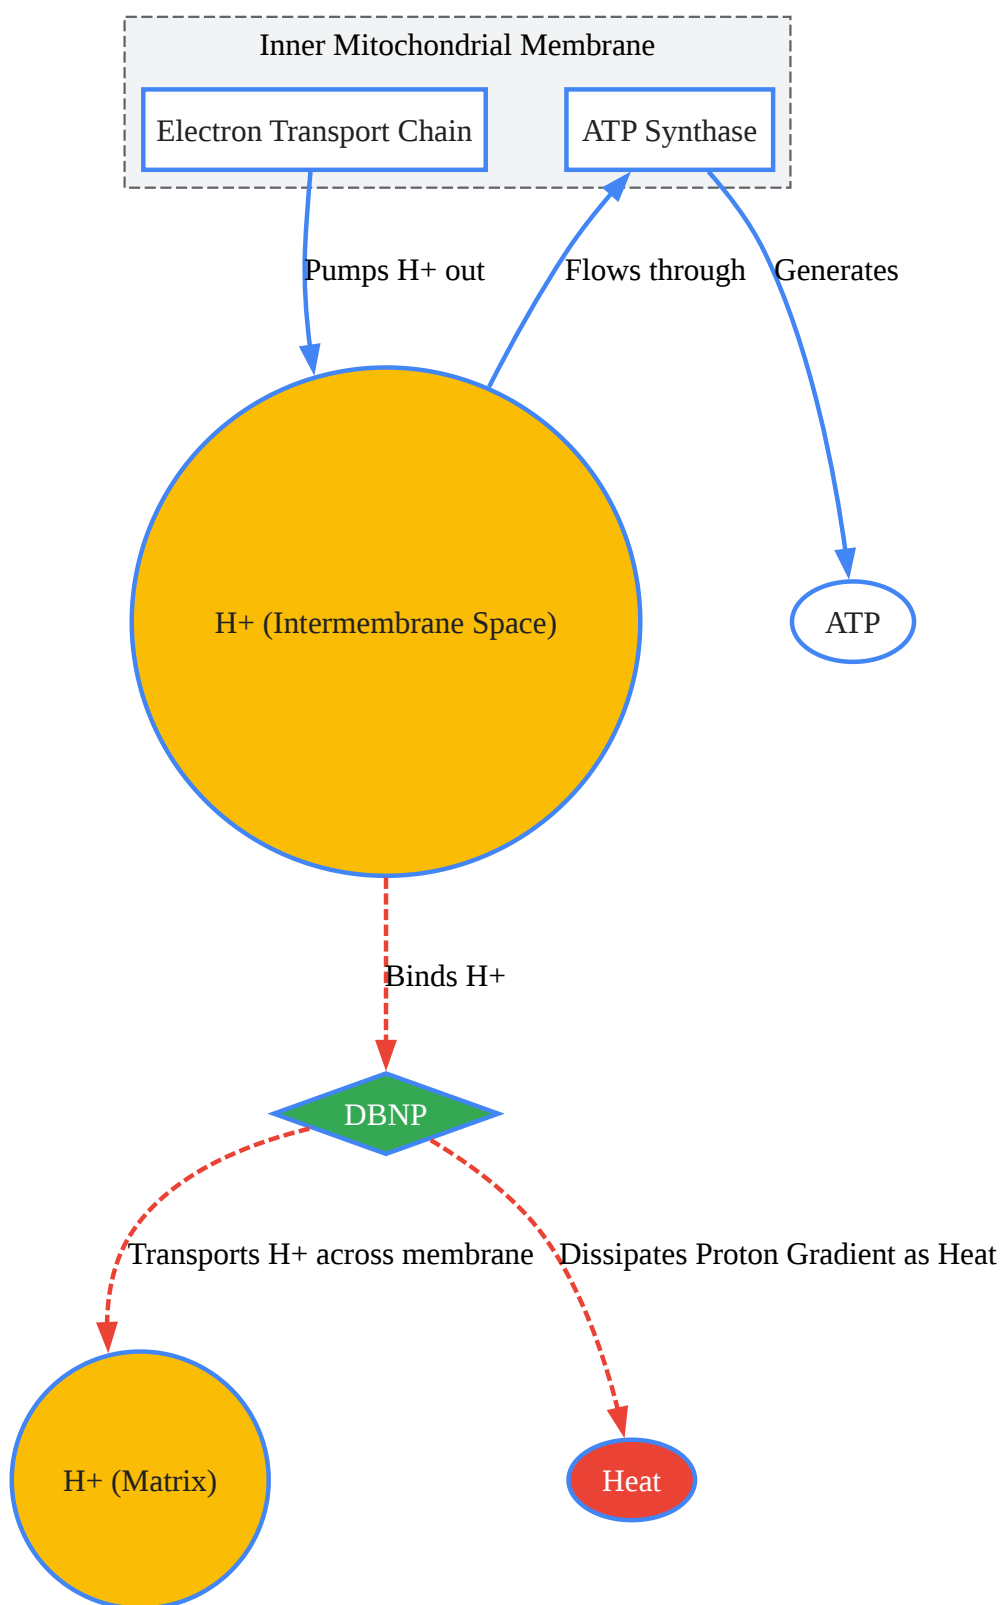 Inner Mitochondrial Membrane
Electron Transport Chain
ATP Synthase
Pumps H+ out
Flows through
Generates
H+ (Intermembrane Space)
ATP
Binds H+
DBNP
Transports H+ across membrane
Dissipates Proton Gradient as Heat
H+ (Matrix)
Heat